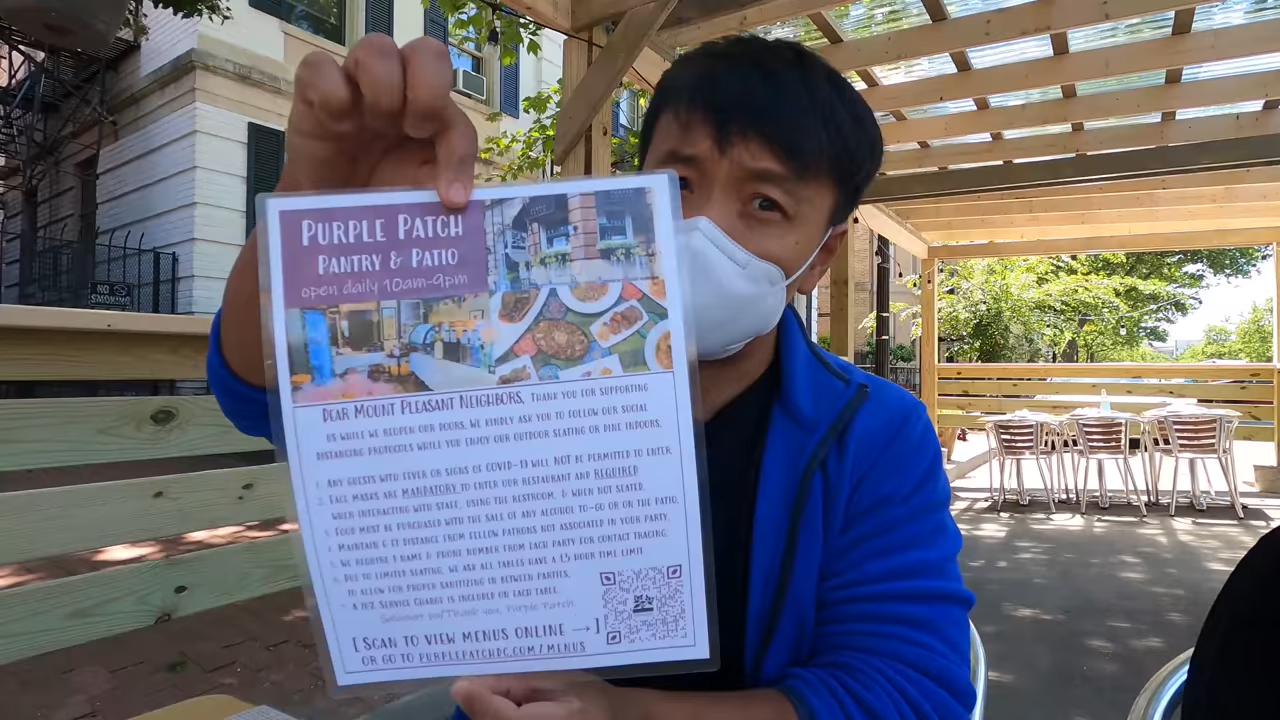 PURPLE PATCH
PANTRY & PATIO
open daily 10am-9pm
NO
SMOKING
DEAR MOUNT PLEASANT NEIGHBORS, THANK YOU FOR SUPPORTING
US WHILE WE REOPEN OUR DOORS. WE KINDLY ASK YOU TO FOLLOW OUR SOCIAL
DISTANCING PROTOCOLS WHILE YOU ENJOY OUR OUTDOOR SEATING OR DINE INDOORS.
1. ANY GUESTS WITH FEVER OR SIGNS OF COVID-19 WILL NOT BE PERMITTED TO ENTER
2. FACE MASKS ARE MANDATORY TO ENTER OUR RESTAURANT AND REQUIRED
WHEN INTERACTING WITH STAFF, USING THE RESTROOM, & WHEN NOT SEATED.
3. FOOD MUST BE PURCHASED WITH THE SALE OF ANY ALCOHOL TO-GO OR ON THE PATIO.
4. MAINTAIN 6 FT DISTANCE FROM FELLOW PATRONS NOT ASSOCIATED IN YOUR PARTY.
5. WE REQUIRE 1 NAME & PHONE NUMBER FROM EACH PARTY FOR CONTACT TRACING.
6. DUE TO LIMITED SEATING, WE ASK ALL TABLES HAVE A 1.5 HOUR TIME LIMIT
TO ALLOW FOR PROPER SANITIZING IN BETWEEN PARTIES.
SERVICE CHARGE IS INCLUDED ON EACH TABLE.
Thank you, Purple Patch
[SCAN TO VIEW MENUS ONLINE →]
OR GO TO PURPLEPATCHDC.COM/MENUS